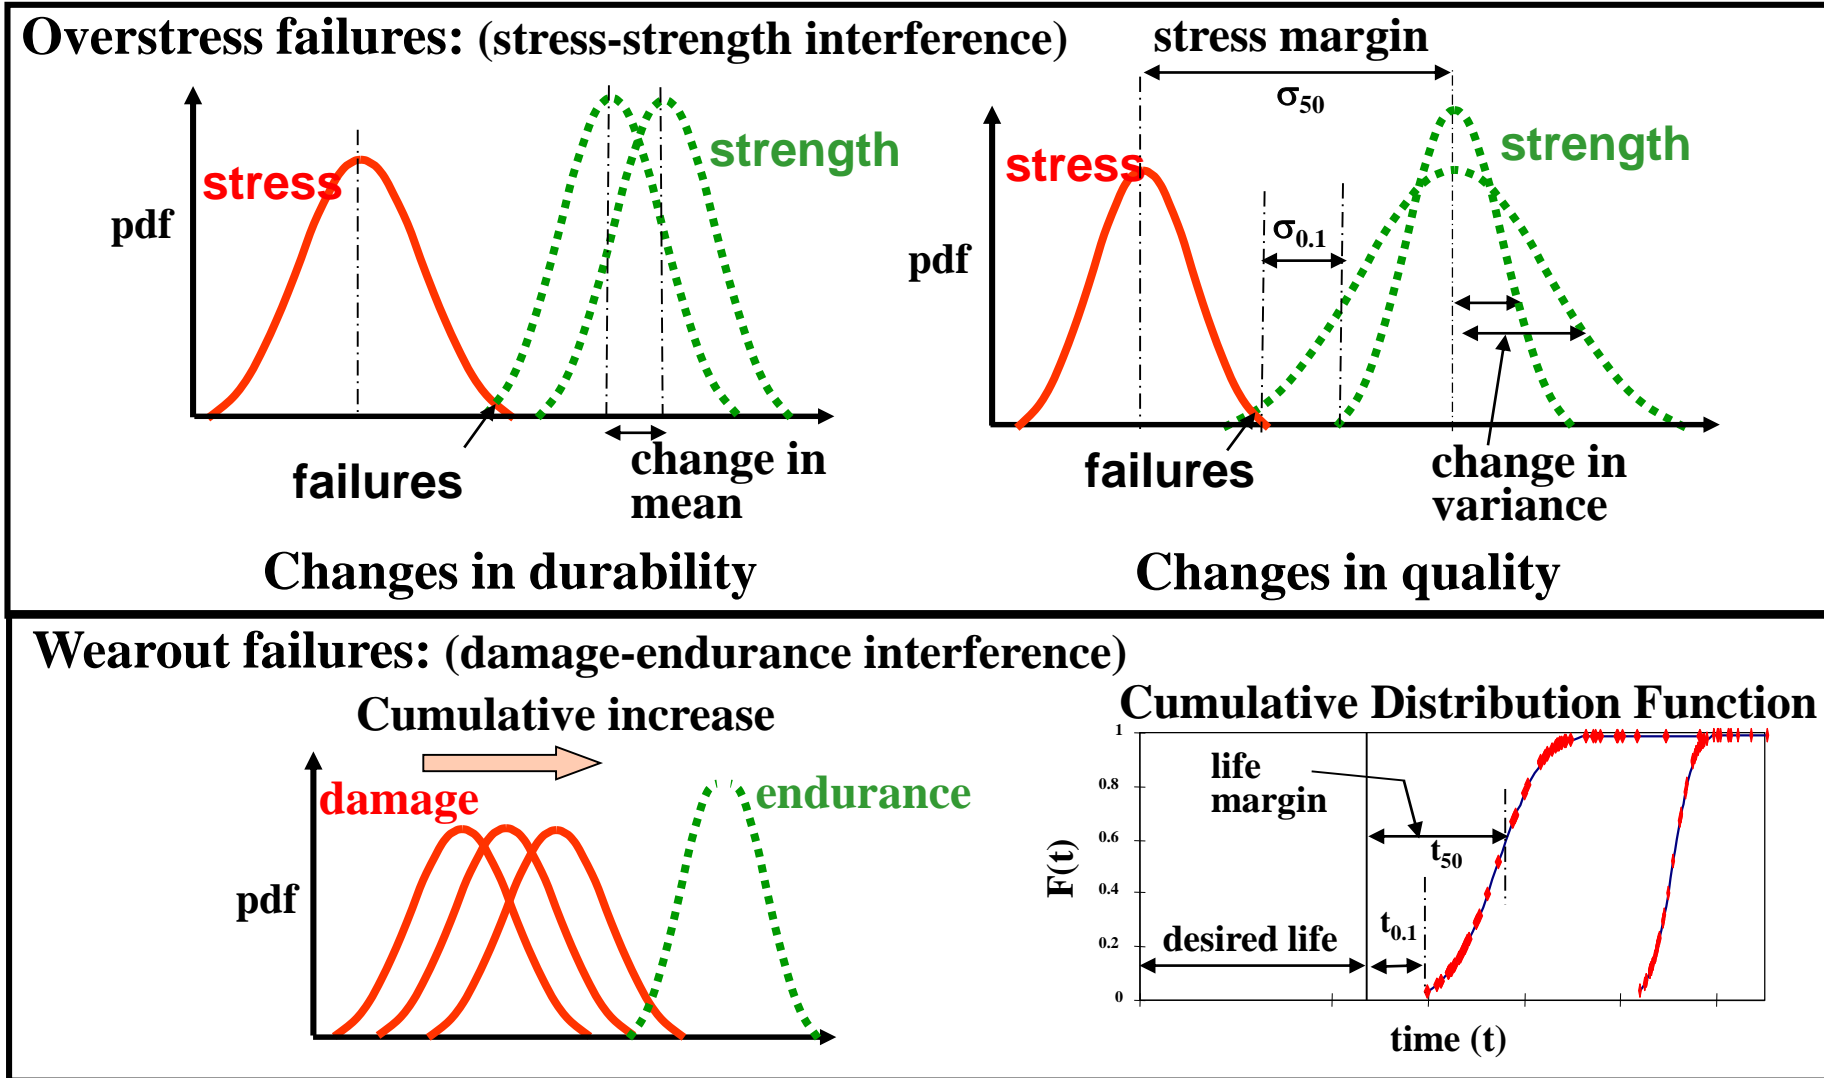 Overstress failures: (stress-strength interference)
stress margin
σ50
stress
strength
pdf
failures
change in
mean
Changes in durability
stress
strength
σ0.1
pdf
failures
change in
variance
Changes in quality
Wearout failures: (damage-endurance interference)
Cumulative increase
damage
endurance
pdf
Cumulative Distribution Function
1
0.8
0.6
0.4
0.2
0
F(t)
life
margin
t50
t0.1
desired life
time (t)